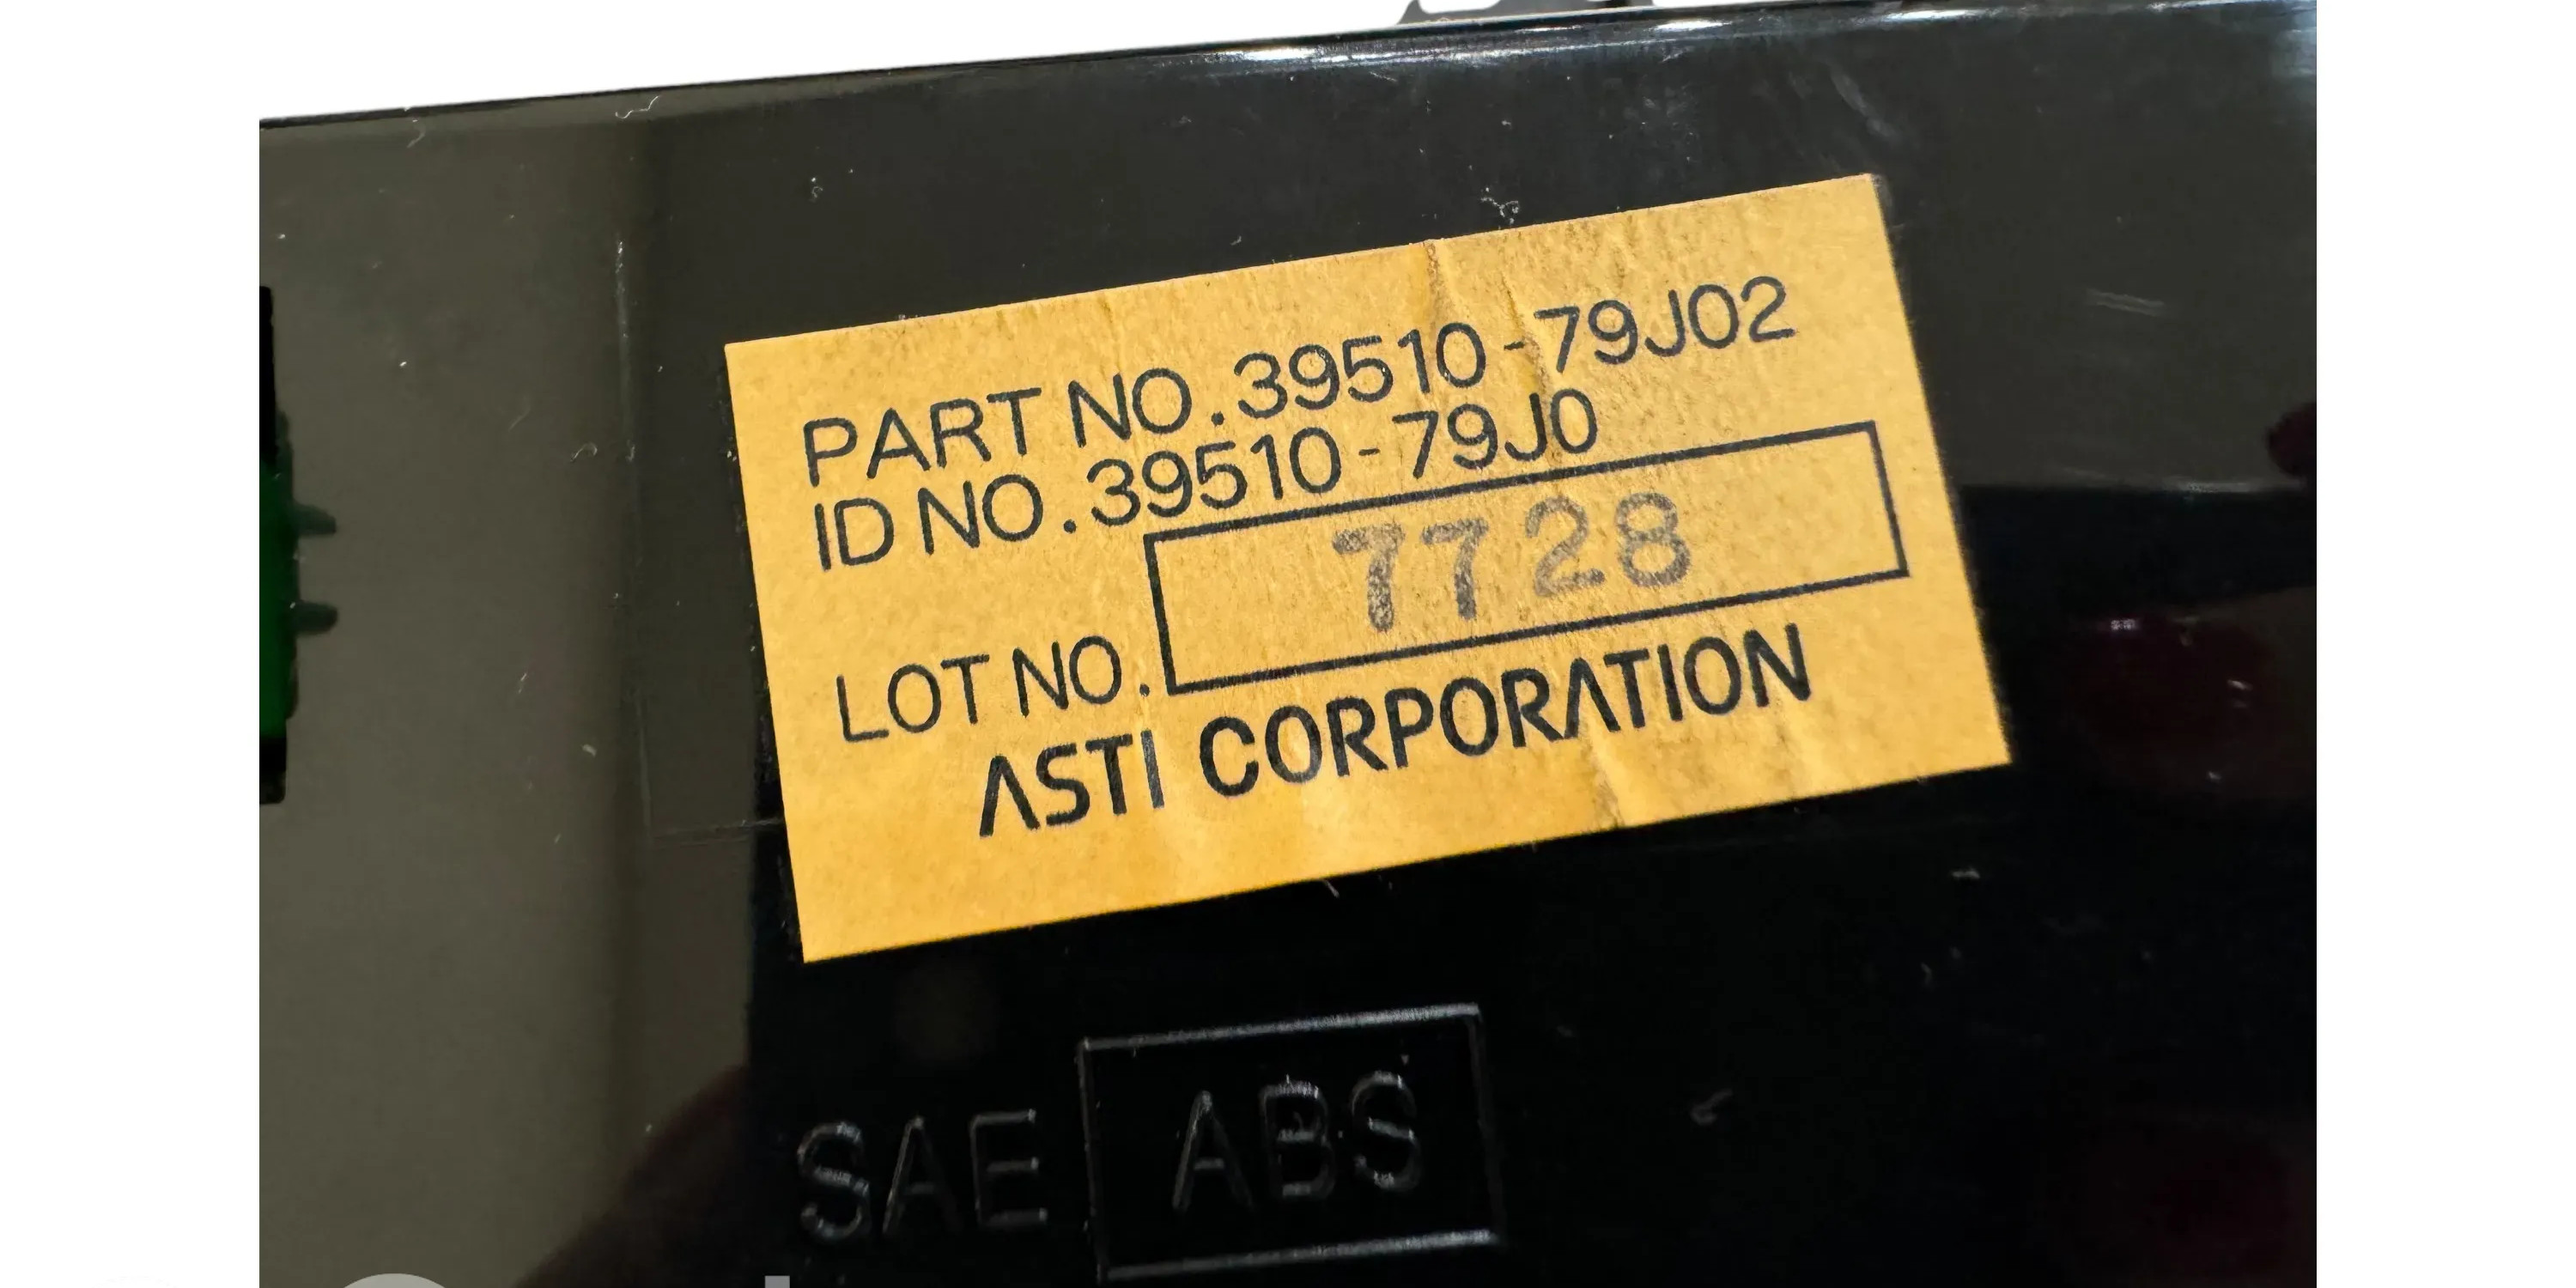 PART NO.39510-79J02
ID NO.39510-79J0
7728
LOT NO.
ASTI CORPORATION
SAE ABS